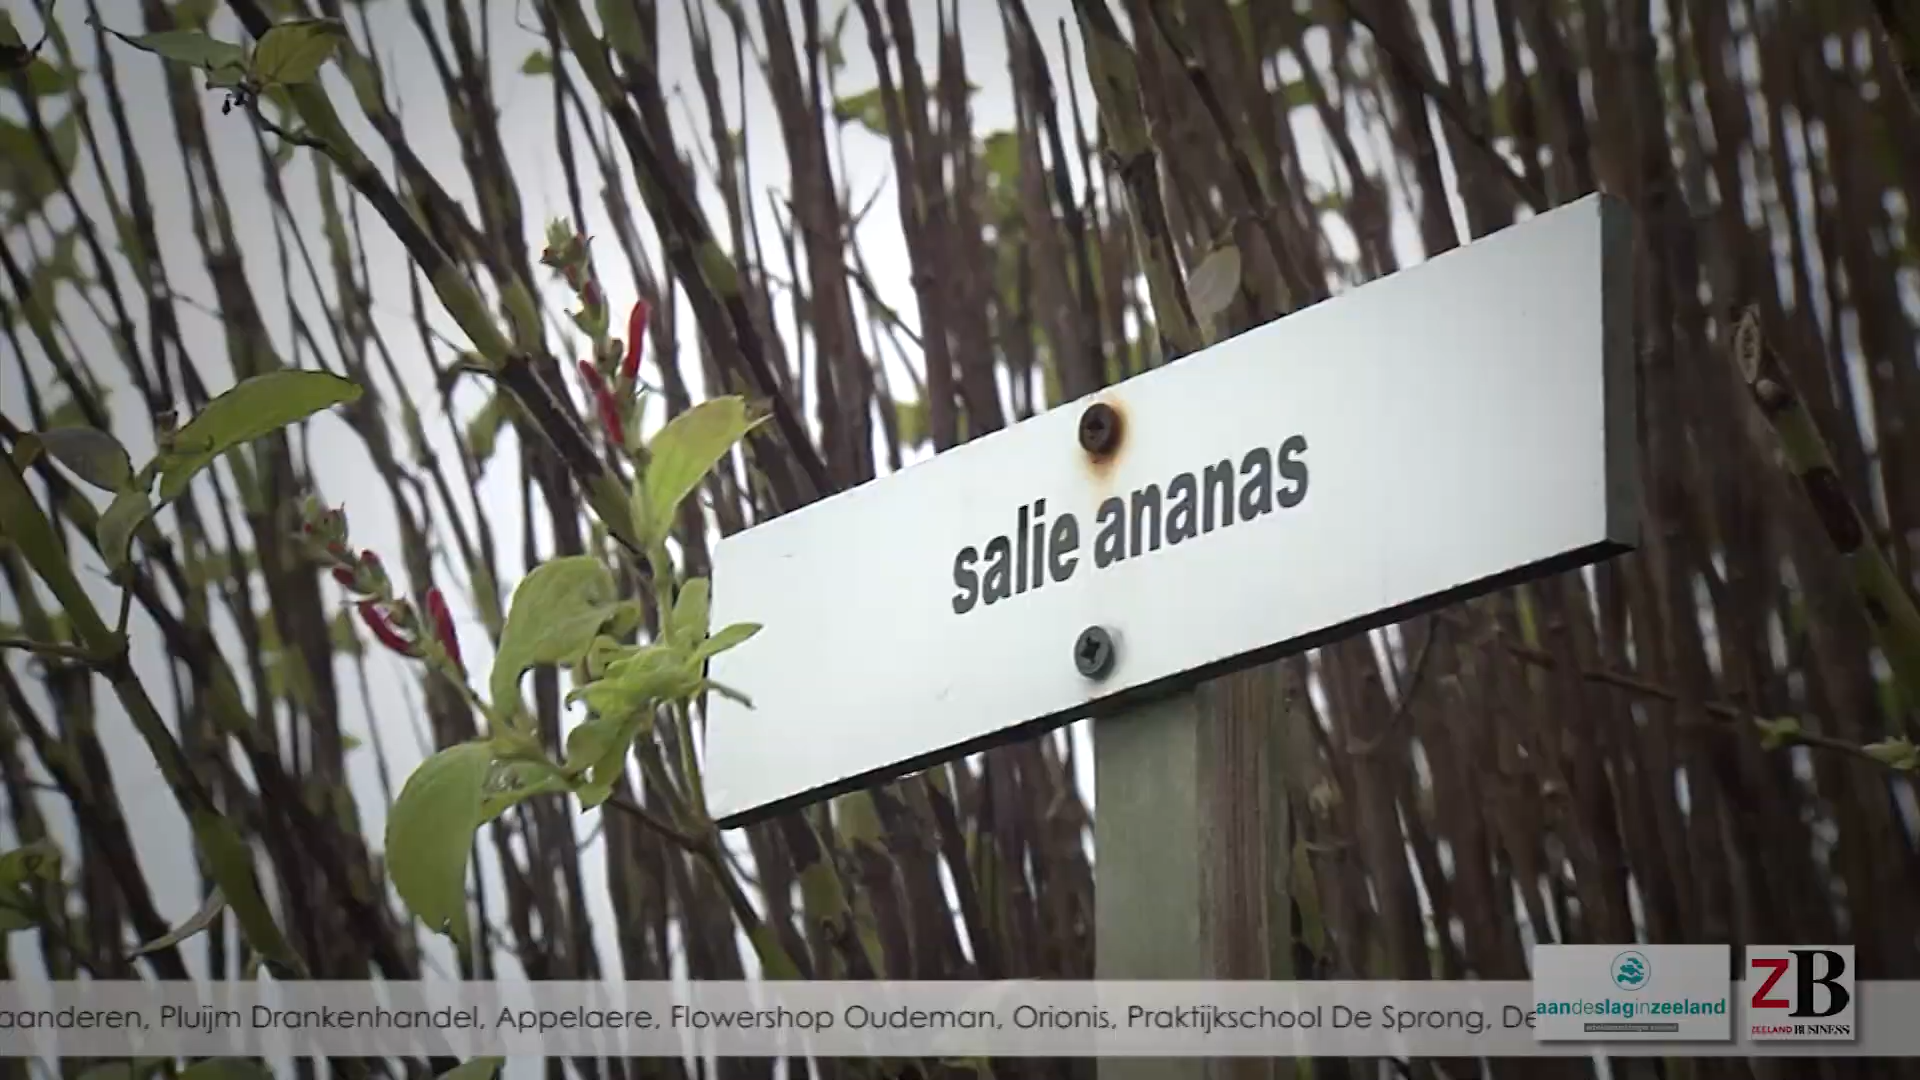 salie ananas
aanderen, Pluijm Drankenhandel, Appelaere, Flowershop Oudeman, Orionis, Praktijkschool De Sprong, De
aandeslaginzeeland
ZB
ZEELAND BUSINESS